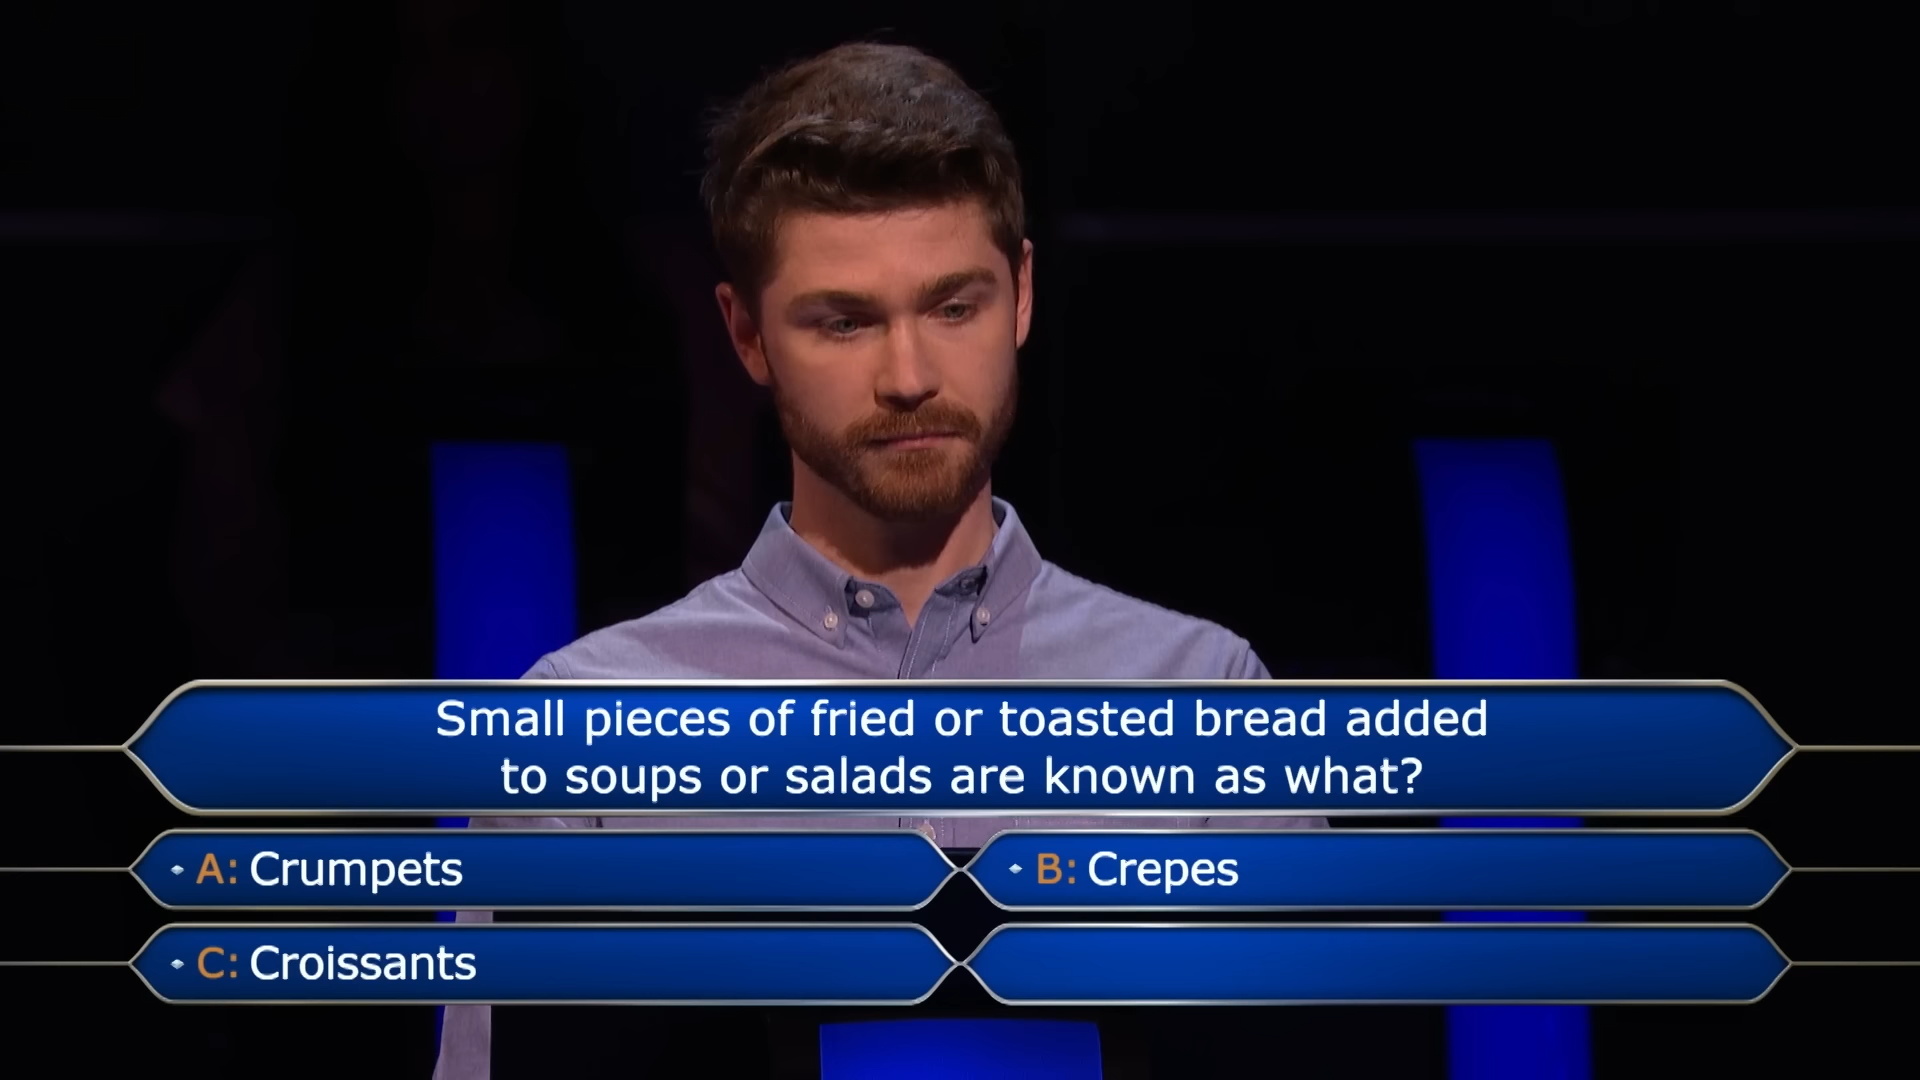 Small pieces of fried or toasted bread added
to soups or salads are known as what?
A: Crumpets
B: Crepes
C: Croissants